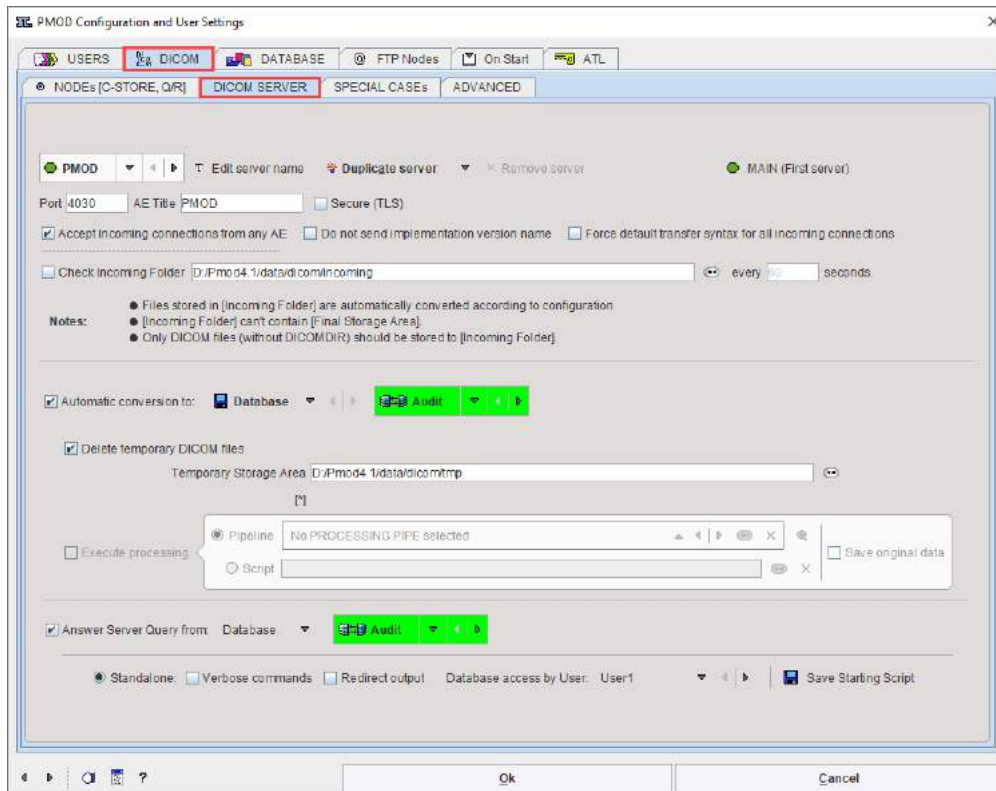 PMOD Configuration and User Settings
USERS DICOM DATABASE @ FTP Nodes On Start ATL
NODEs [C-STORE, Q/R] DICOM SERVER SPECIAL CASEs ADVANCED
PMOD T Edit server name Duplicate server Remove server MAIN (First server)
Port 4030 AE Title PMOD Secure (TLS)
Accept incoming connections from any AE Do not send implementation version name Force default transfer syntax for all incoming connections
Check Incoming Folder D:/Pmod4.1/data/dicom/incoming every 60 seconds
● Files stored in [Incoming Folder] are automatically converted according to configuration
Notes: ● [Incoming Folder] can't contain [Final Storage Area].
● Only DICOM files (without DICOMDIR) should be stored to [Incoming Folder].
Automatic conversion to: Database Audit
Delete temporary DICOM files
Temporary Storage Area D:/Pmod4.1/data/dicom/tmp
[*]
Execute processing Pipeline No PROCESSING PIPE selected Save original data
Script
Answer Server Query from: Database Audit
Standalone: Verbose commands Redirect output Database access by User: User1 Save Starting Script
? Ok Cancel